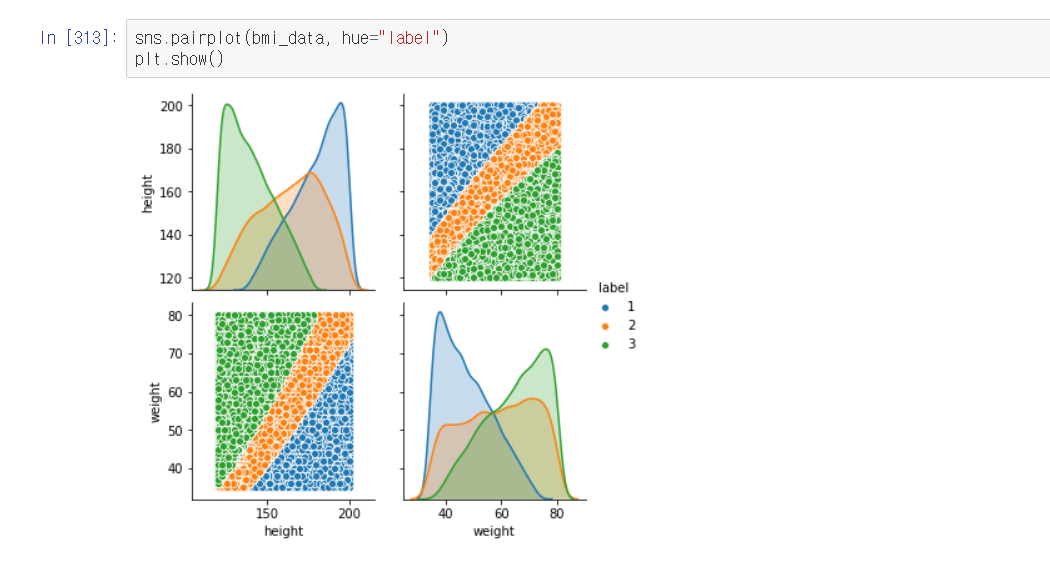 In [313]: sns.pairplot(bmi_data, hue="label")
plt.show()
200
180
160
140
120
height
label
1
2
3
80
70
60
50
40
weight
150 200
height
40 60 80
weight